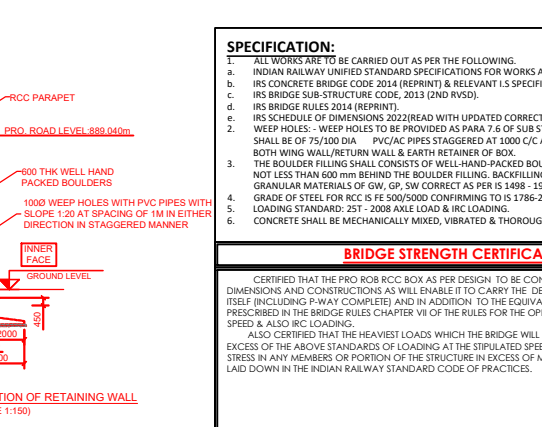 RCC PARAPET
PRO. ROAD LEVEL:889.040m
600 THK WELL HAND
PACKED BOULDERS
100Ø WEEP HOLES WITH PVC PIPES WITH
SLOPE 1:20 AT SPACING OF 1M IN EITHER
DIRECTION IN STAGGERED MANNER
INNER
FACE
GROUND LEVEL
450
2000
TION OF RETAINING WALL
1:150)
SPECIFICATION:
1. ALL WORKS ARE TO BE CARRIED OUT AS PER THE FOLLOWING.
a. INDIAN RAILWAY UNIFIED STANDARD SPECIFICATIONS FOR WORKS A
b. IRS CONCRETE BRIDGE CODE 2014 (REPRINT) & RELEVANT I.S SPECIFI
c. IRS BRIDGE SUB-STRUCTURE CODE, 2013 (2ND RVSD).
d. IRS BRIDGE RULES 2014 (REPRINT).
e. IRS SCHEDULE OF DIMENSIONS 2022(READ WITH UPDATED CORRECT
2. WEEP HOLES: - WEEP HOLES TO BE PROVIDED AS PARA 7.6 OF SUB ST
SHALL BE OF 75/100 DIA PVC/AC PIPES STAGGERED AT 1000 C/C A
BOTH WING WALL/RETURN WALL & EARTH RETAINER OF BOX.
3. THE BOULDER FILLING SHALL CONSISTS OF WELL-HAND-PACKED BOU
NOT LESS THAN 600 mm BEHIND THE BOULDER FILLING. BACKFILLING
GRANULAR MATERIALS OF GW, GP, SW CORRECT AS PER IS 1498 - 19
4. GRADE OF STEEL FOR RCC IS FE 500/500D CONFIRMING TO IS 1786-2
5. LOADING STANDARD: 25T - 2008 AXLE LOAD & IRC LOADING.
6. CONCRETE SHALL BE MECHANICALLY MIXED, VIBRATED & THOROUG
BRIDGE STRENGTH CERTIFICA
CERTIFIED THAT THE PRO ROB RCC BOX AS PER DESIGN TO BE CON
DIMENSIONS AND CONSTRUCTIONS AS WILL ENABLE IT TO CARRY THE DE
ITSELF (INCLUDING P-WAY COMPLETE) AND IN ADDITION TO THE EQUIVA
PRESCRIBED IN THE BRIDGE RULES CHAPTER VII OF THE RULES FOR THE OP
SPEED & ALSO IRC LOADING.
ALSO CERTIFIED THAT THE HEAVIEST LOADS WHICH THE BRIDGE WILL
EXCESS OF THE ABOVE STANDARDS OF LOADING AT THE STIPULATED SPEE
STRESS IN ANY MEMBERS OR PORTION OF THE STRUCTURE IN EXCESS OF M
LAID DOWN IN THE INDIAN RAILWAY STANDARD CODE OF PRACTICES.